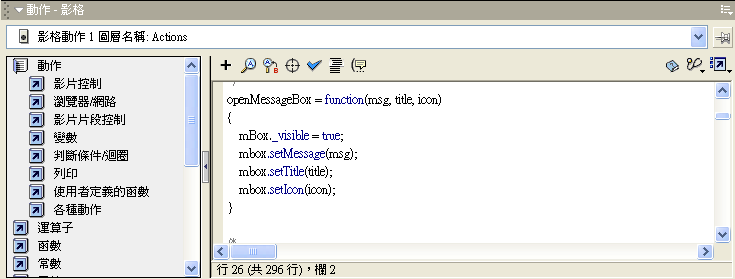 動作 - 影格
影格動作 1 圖層名稱: Actions
動作
影片控制
瀏覽器/網路
影片片段控制
變數
判斷條件/迴圈
列印
使用者定義的函數
各種動作
運算子
函數
常數
openMessageBox = function(msg, title, icon)
{
mBox._visible = true;
mbox.setMessage(msg);
mbox.setTitle(title);
mbox.setIcon(icon);
}
/*
行 26 (共 296 行)，欄 2